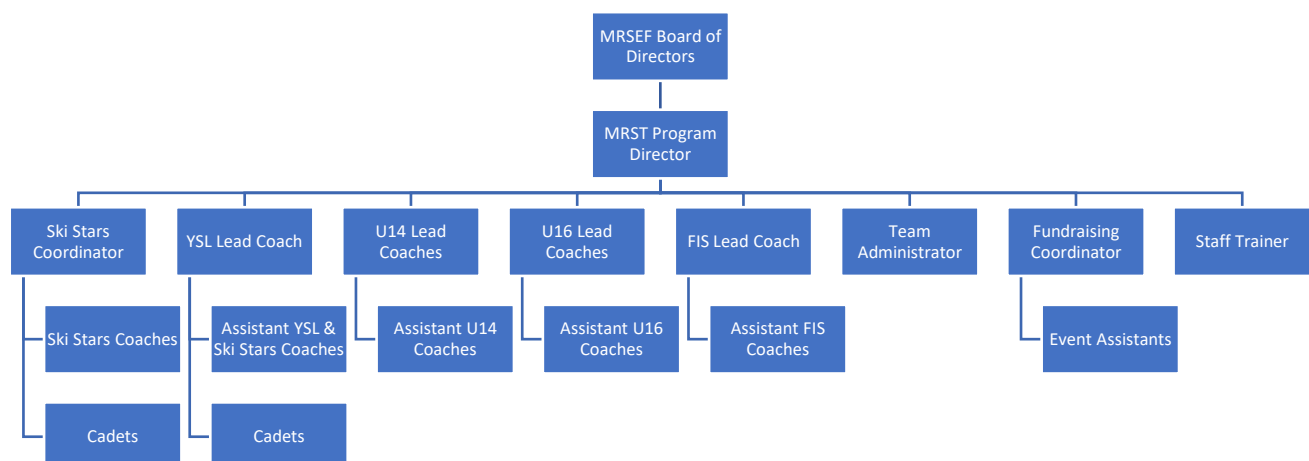 MRSEF Board of
Directors
MRST Program
Director
Ski Stars
Coordinator
YSL Lead Coach
U14 Lead
Coaches
U16 Lead
Coaches
FIS Lead Coach
Team
Administrator
Fundraising
Coordinator
Staff Trainer
Ski Stars Coaches
Assistant YSL &
Ski Stars Coaches
Assistant U14
Coaches
Assistant U16
Coaches
Assistant FIS
Coaches
Event Assistants
Cadets
Cadets